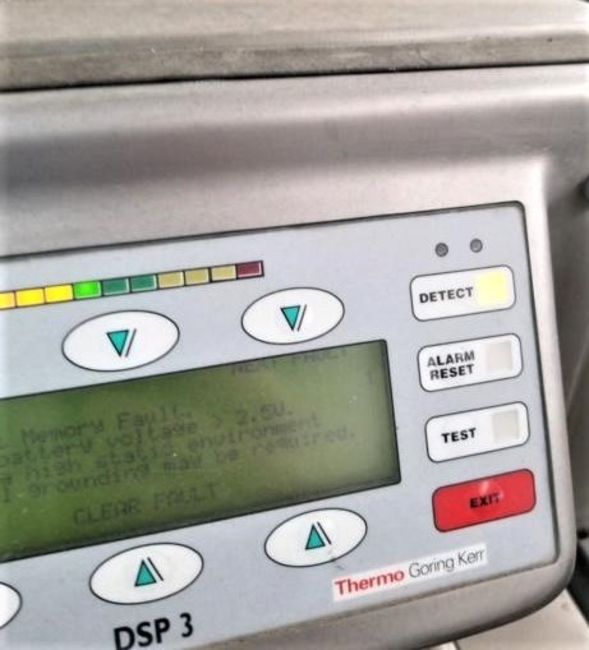 DETECT
NEXT FAULT
ALARM
RESET
Memory Fault.
battery voltage > 2.5V.
high static environment
grounding may be required.
TEST
CLEAR FAULT
EXIT
Thermo Goring Kerr
DSP 3